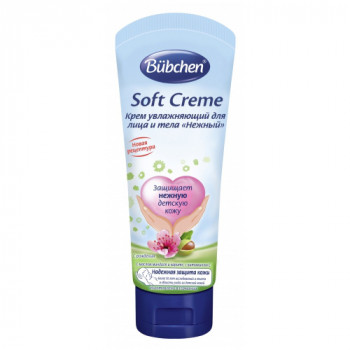 Bübchen
Soft Creme
Крем увлажняющий для
лица и тела «Нежный»
Новая
рецептура
Защищает
нежную
детскую
кожу
Надежная защита кожи